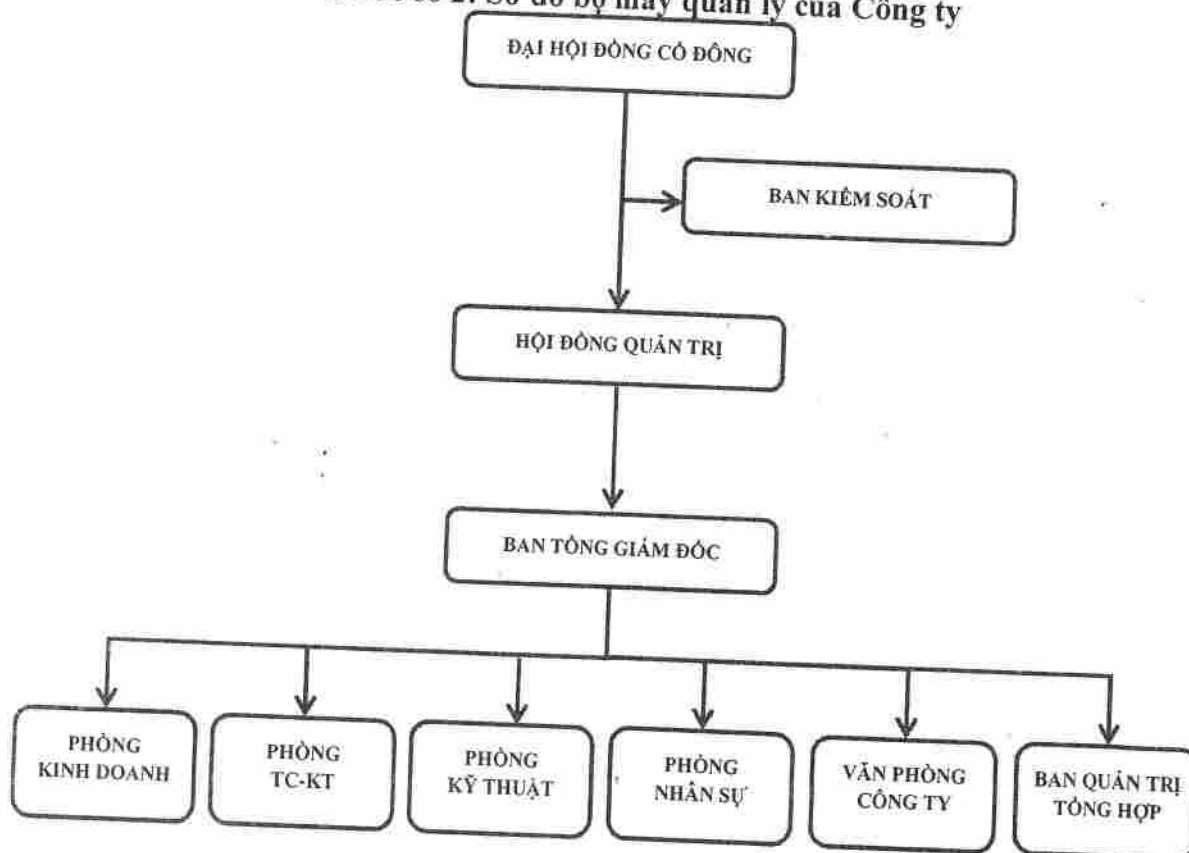 số 2: Sơ đồ bộ máy quản lý của Công ty
ĐẠI HỘI ĐỒNG CỔ ĐÔNG
BAN KIỂM SOÁT
HỘI ĐỒNG QUẢN TRỊ
BAN TỔNG GIÁM ĐỐC
PHÒNG
KINH DOANH
PHÒNG
TC-KT
PHÒNG
KỸ THUẬT
PHÒNG
NHÂN SỰ
VĂN PHÒNG
CÔNG TY
BAN QUẢN TRỊ
TỔNG HỢP